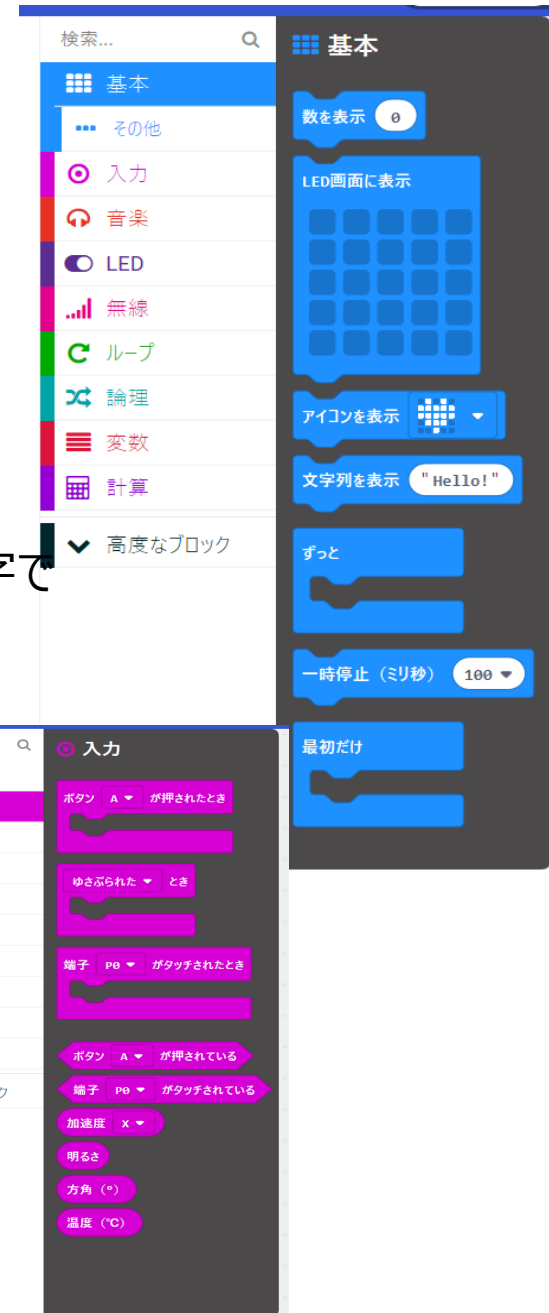 検索...
基本
その他
入力
音楽
LED
無線
ループ
論理
変数
計算
高度なブロック
基本
数を表示 0
LED画面に表示
アイコンを表示
文字列を表示 "Hello!"
ずっと
一時停止（ミリ秒） 100
最初だけ
字で
入力
ボタン A が押されたとき
ゆさぶられた とき
端子 P0 がタッチされたとき
ボタン A が押されている
端子 P0 がタッチされている
加速度 X
明るさ
方角（°）
温度（℃）
ク